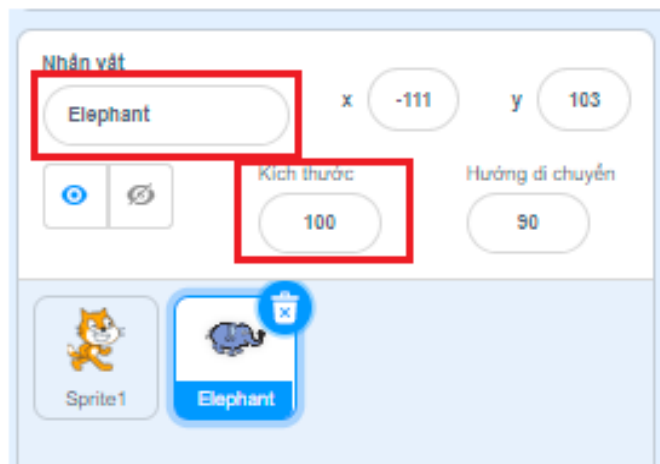 Nhân vật
Elephant
x -111 y 103
Kích thước Hướng di chuyển
100 90
Sprite1 Elephant